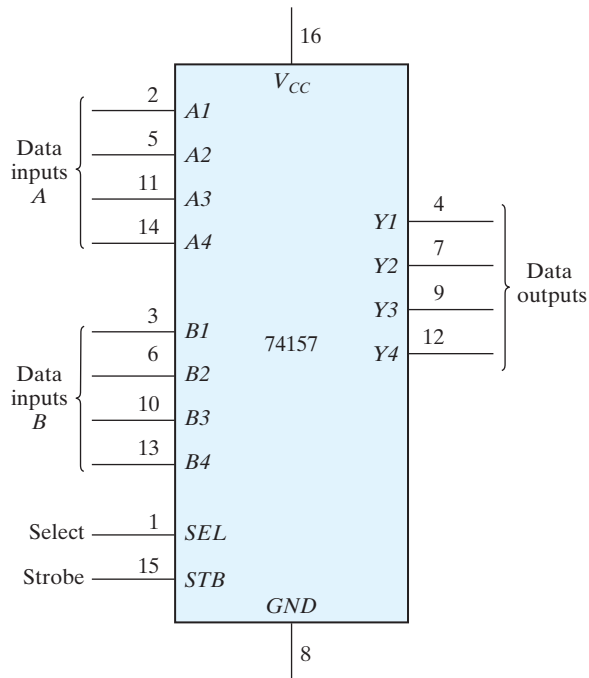 16
V_CC
2
A1
5
A2
11
A3
14
A4
Data
inputs
A
3
B1
6
B2
10
B3
13
B4
Data
inputs
B
Select
1
SEL
Strobe
15
STB
74157
Y1
4
Y2
7
Y3
9
Y4
12
Data
outputs
GND
8